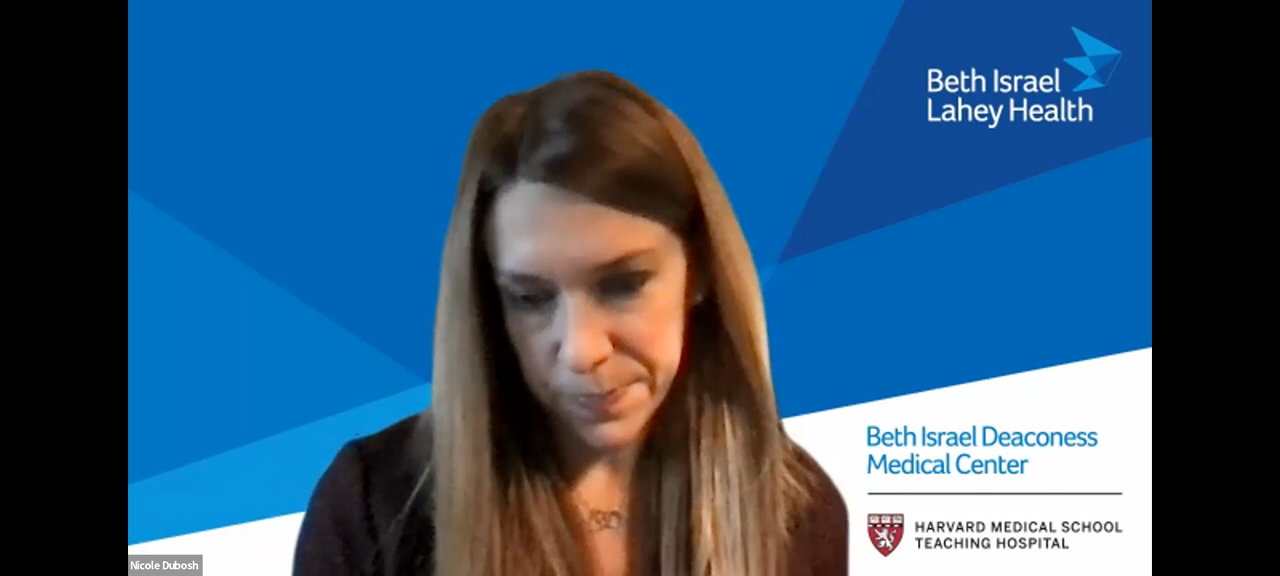 Beth Israel
Lahey Health
Beth Israel Deaconess
Medical Center
HARVARD MEDICAL SCHOOL
TEACHING HOSPITAL
Nicole Dubosh